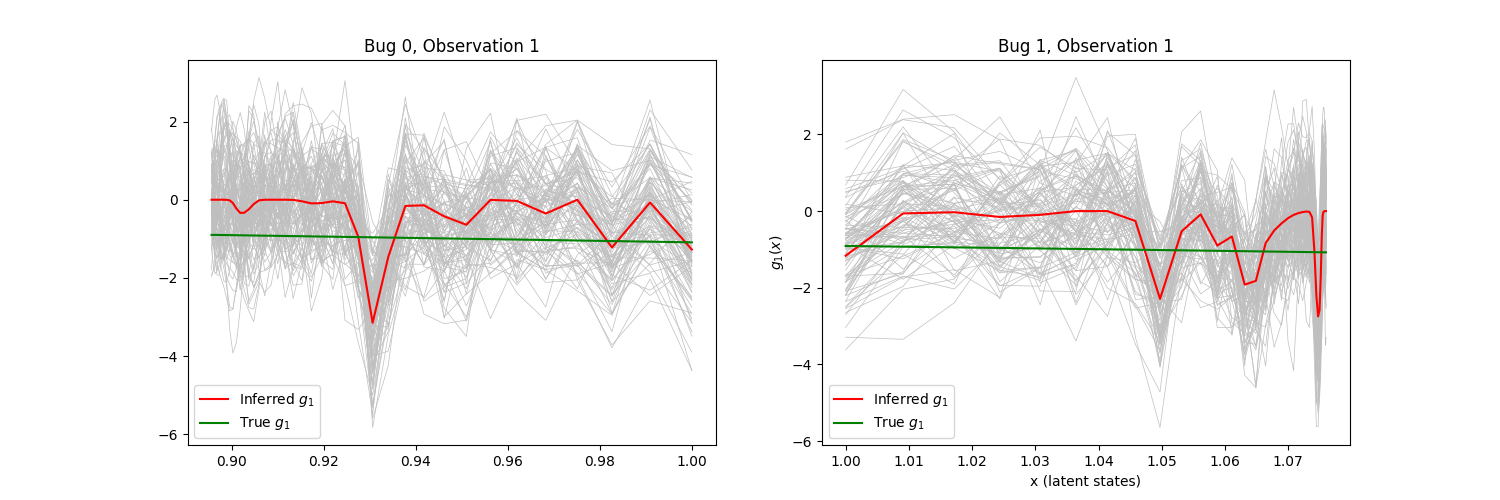 Bug 0, Observation 1
2
0
−2
−4
−6
0.90 0.92 0.94 0.96 0.98 1.00
Inferred g₁
True g₁
Bug 1, Observation 1
g₁(x)
2
0
−2
−4
−6
1.00 1.01 1.02 1.03 1.04 1.05 1.06 1.07
x (latent states)
Inferred g₁
True g₁